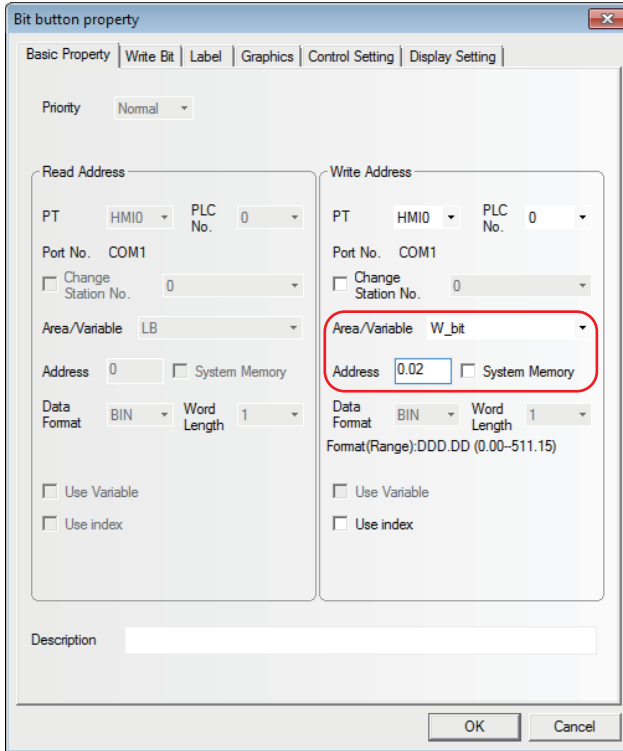 Bit button property
Basic Property Write Bit Label Graphics Control Setting Display Setting
Priority Normal
Read Address
PT HMI0 PLC No. 0
Port No. COM1
Change Station No. 0
Area/Variable LB
Address 0 System Memory
Data Format BIN Word Length 1
Use Variable
Use index
Write Address
PT HMI0 PLC No. 0
Port No. COM1
Change Station No. 0
Area/Variable W_bit
Address 0.02 System Memory
Data Format BIN Word Length 1
Format(Range):DDD.DD (0.00--511.15)
Use Variable
Use index
Description
OK Cancel